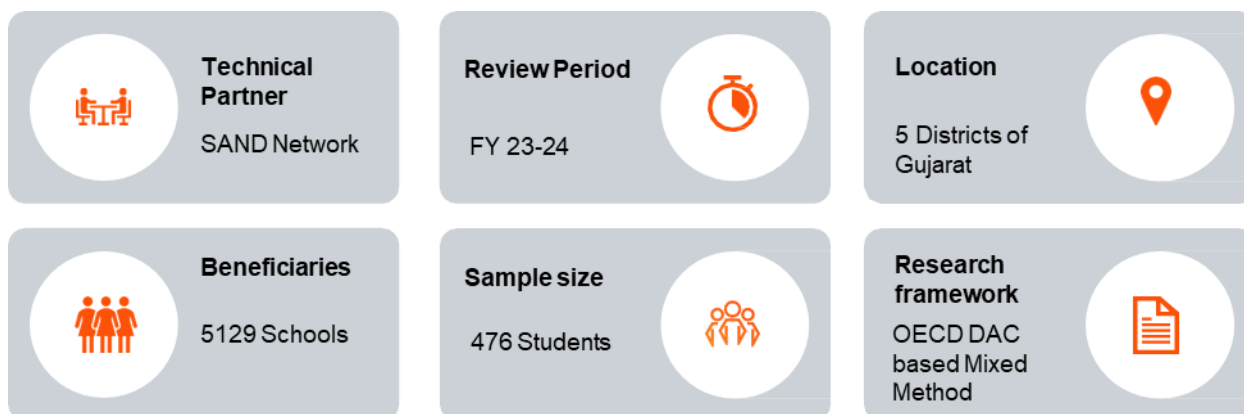 Technical
Partner
SAND Network
Review Period
FY 23-24
Location
5 Districts of
Gujarat
Beneficiaries
5129 Schools
Sample size
476 Students
Research
framework
OECD DAC
based Mixed
Method